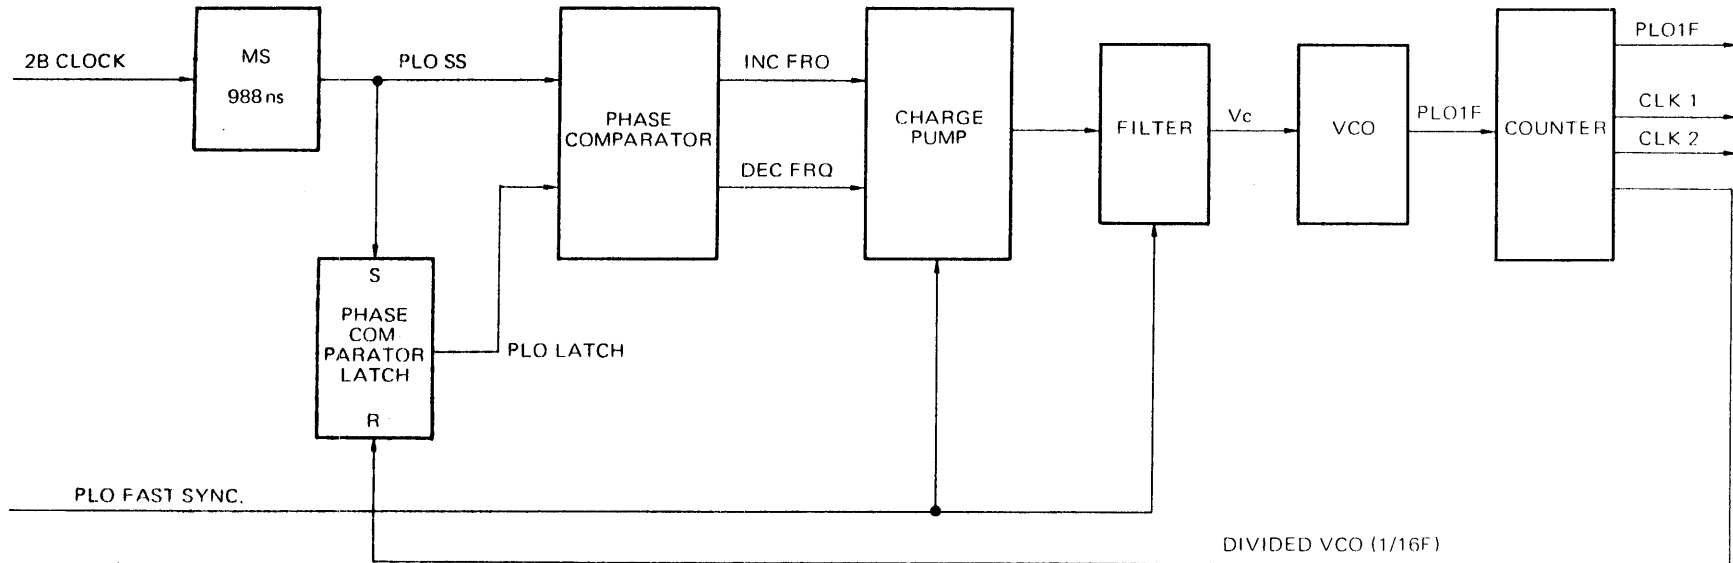 2B CLOCK
MS
988 ns
PLO SS
PHASE
COMPARATOR
INC FRQ
DEC FRQ
CHARGE
PUMP
FILTER
Vc
VCO
PLO1F
COUNTER
PLO1F
CLK 1
CLK 2
S
PHASE
COM
PARATOR
LATCH
R
PLO LATCH
PLO FAST SYNC.
DIVIDED VCO (1/16F)